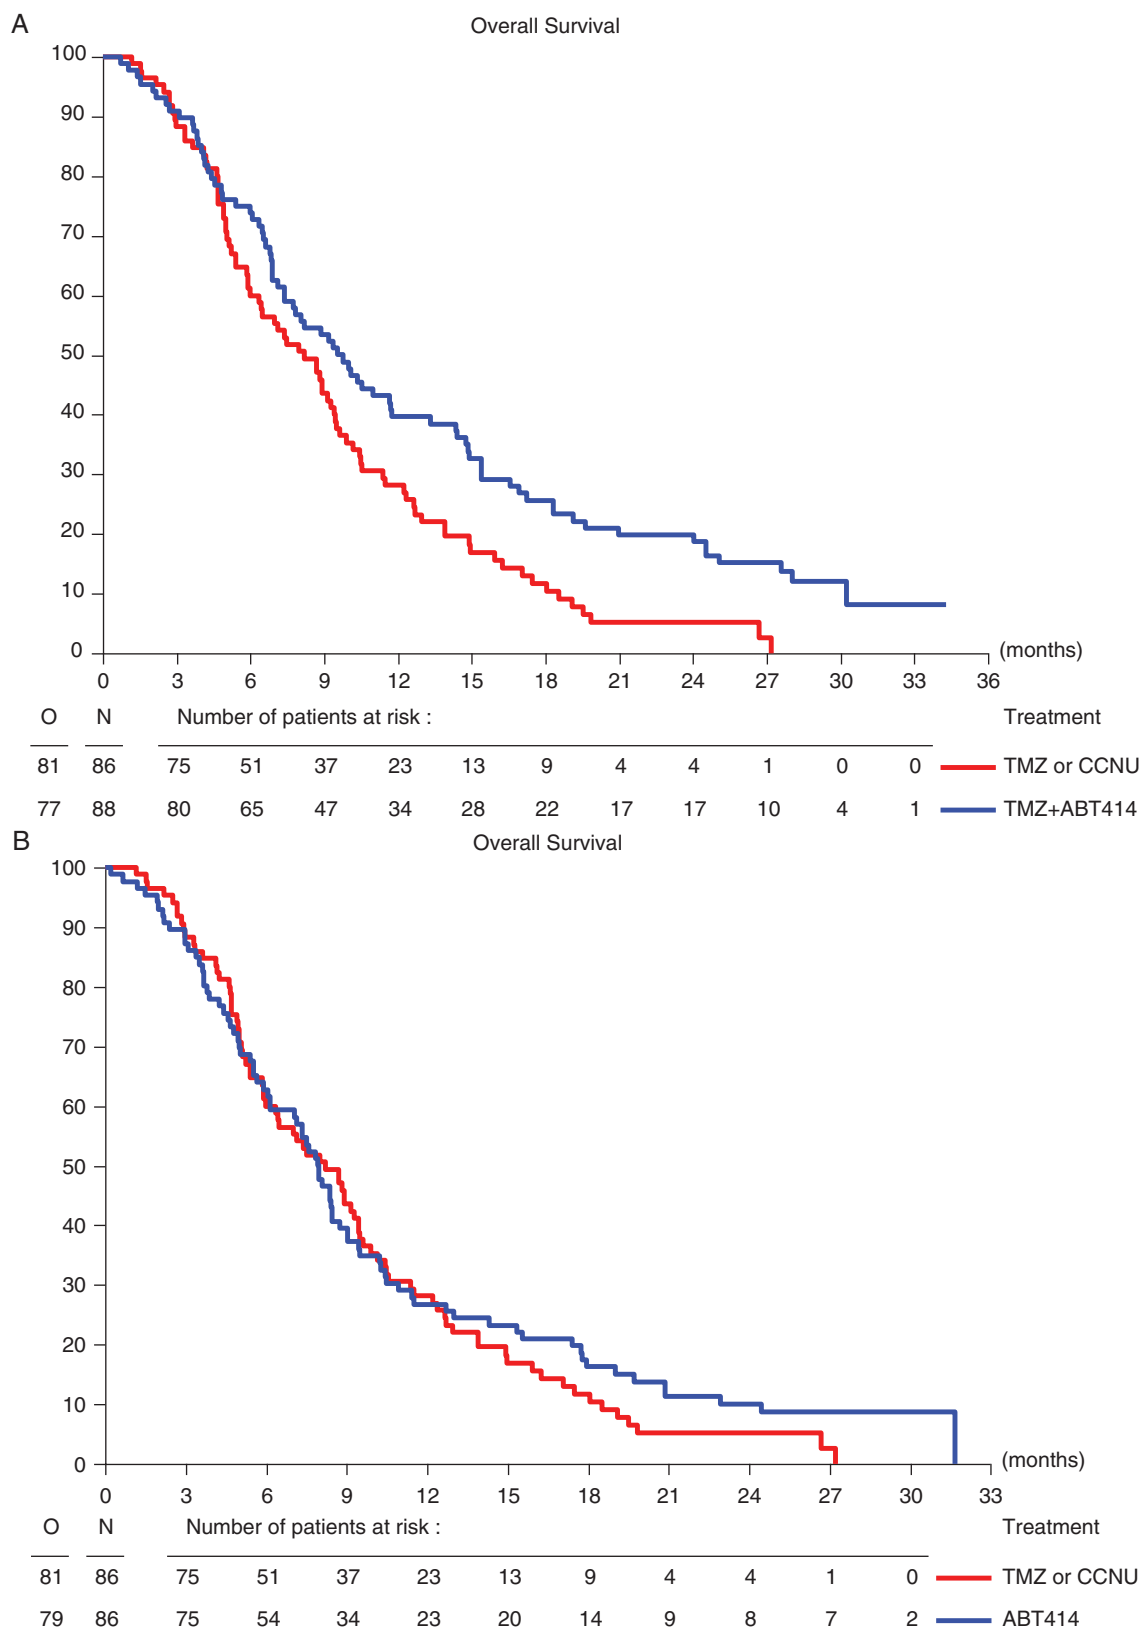 A
Overall Survival
100
90
80
70
60
50
40
30
20
10
0
0 3 6 9 12 15 18 21 24 27 30 33 36
(months)
O N Number of patients at risk : Treatment
81 86 75 51 37 23 13 9 4 4 1 0 0 TMZ or CCNU
77 88 80 65 47 34 28 22 17 17 10 4 1 TMZ+ABT414
B
Overall Survival
100
90
80
70
60
50
40
30
20
10
0
0 3 6 9 12 15 18 21 24 27 30 33
(months)
O N Number of patients at risk : Treatment
81 86 75 51 37 23 13 9 4 4 1 0 TMZ or CCNU
79 86 75 54 34 23 20 14 9 8 7 2 ABT414